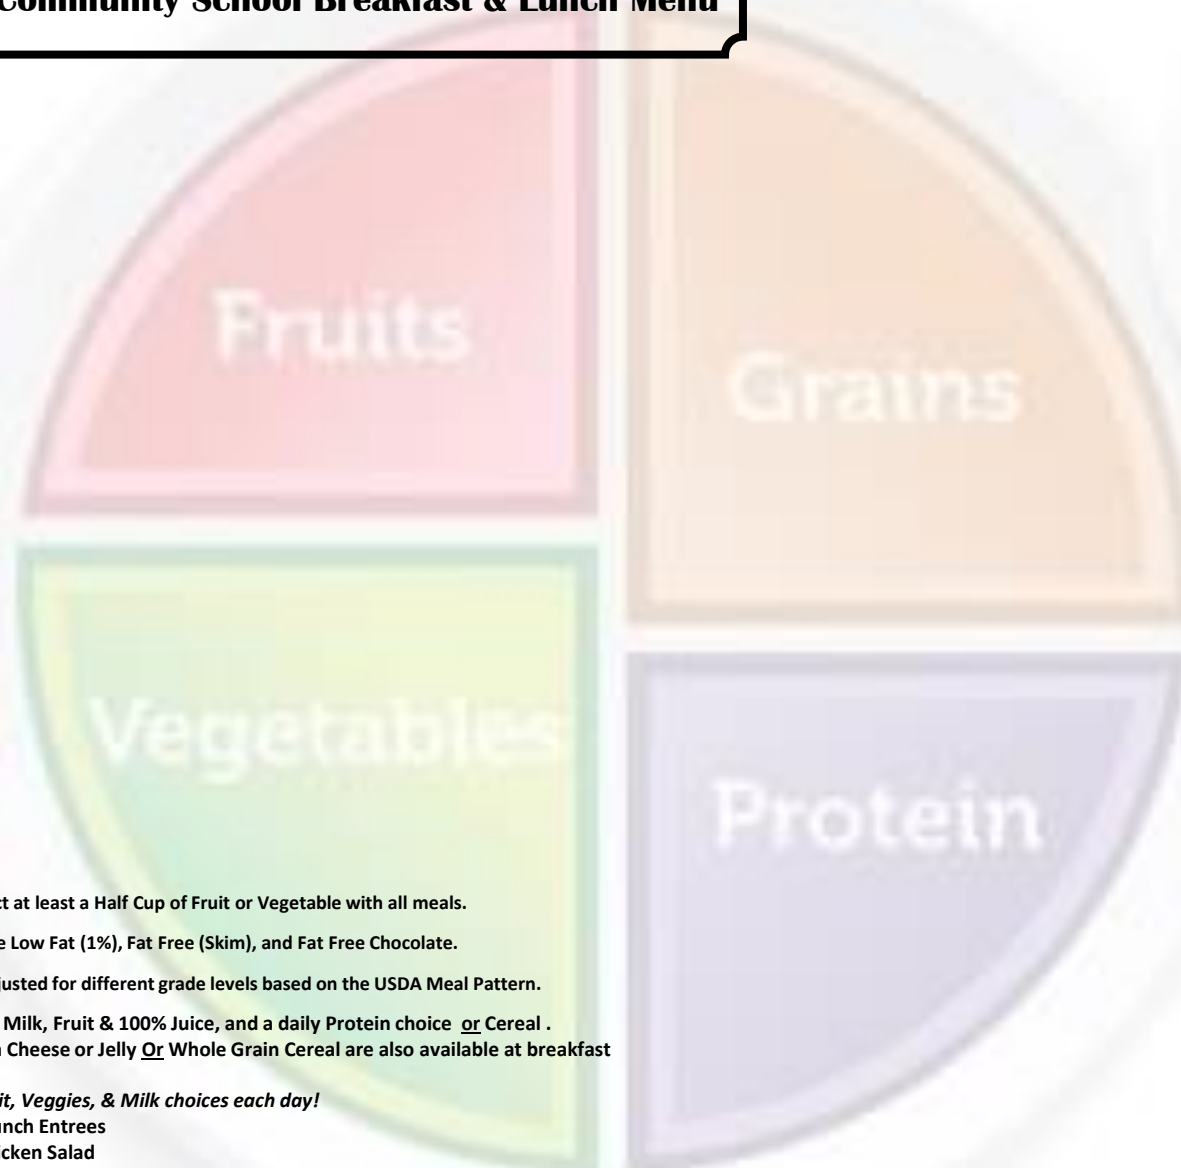 Community School Breakfast & Lunch Menu
Fruits
Grains
Vegetables
Protein
ct at least a Half Cup of Fruit or Vegetable with all meals.
e Low Fat (1%), Fat Free (Skim), and Fat Free Chocolate.
justed for different grade levels based on the USDA Meal Pattern.
Milk, Fruit & 100% Juice, and a daily Protein choice or Cereal .
Cheese or Jelly Or Whole Grain Cereal are also available at breakfast
it, Veggies, & Milk choices each day!
unch Entrees
icken Salad